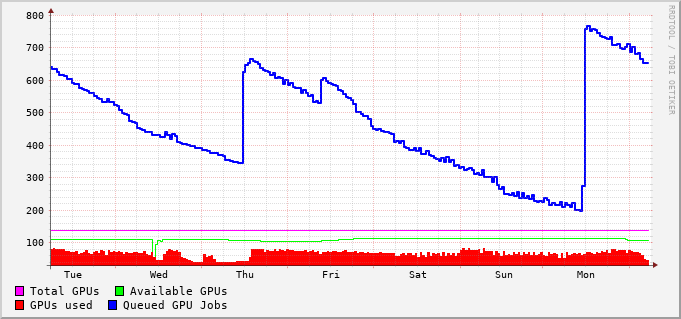 800
700
600
500
400
300
200
100
Tue Wed Thu Fri Sat Sun Mon
Total GPUs Available GPUs
GPUs used Queued GPU Jobs
RRDTOOL / TOBI OETIKER